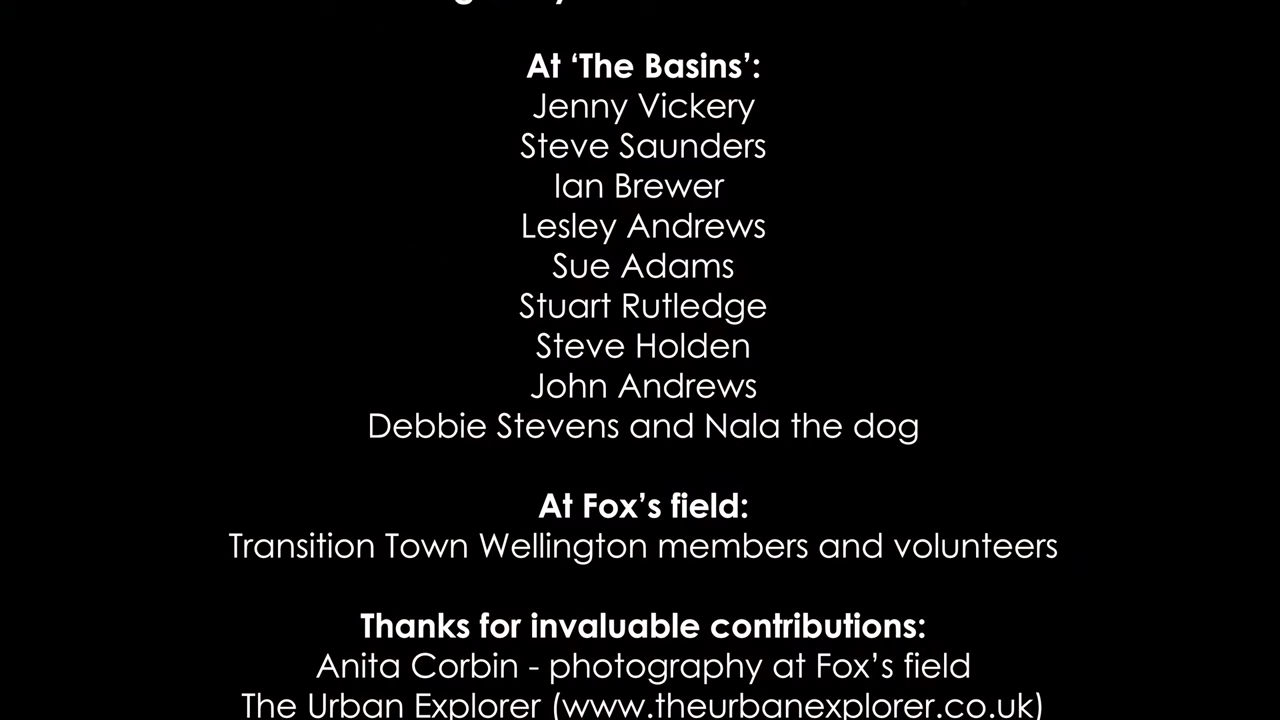 At ‘The Basins’:
Jenny Vickery
Steve Saunders
Ian Brewer
Lesley Andrews
Sue Adams
Stuart Rutledge
Steve Holden
John Andrews
Debbie Stevens and Nala the dog
At Fox’s field:
Transition Town Wellington members and volunteers
Thanks for invaluable contributions:
Anita Corbin - photography at Fox’s field
The Urban Explorer (www.theurbanexplorer.co.uk)